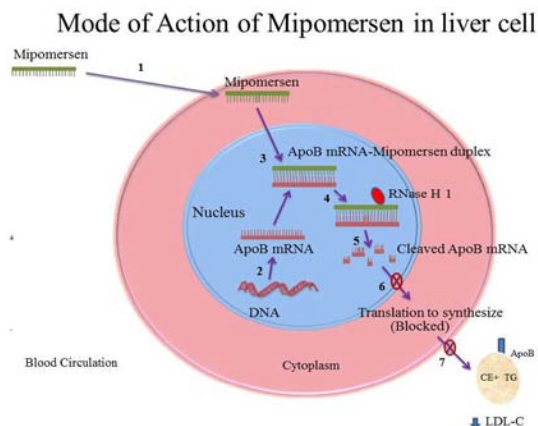 Mode of Action of Mipomersen in liver cell
Mipomersen
1
Mipomersen
3
ApoB mRNA-Mipomersen duplex
4
RNase H 1
Nucleus
5
Cleaved ApoB mRNA
ApoB mRNA
2
6
DNA
Translation to synthesize
(Blocked)
7
ApoB
Blood Circulation
Cytoplasm
CE+ TG
LDL-C